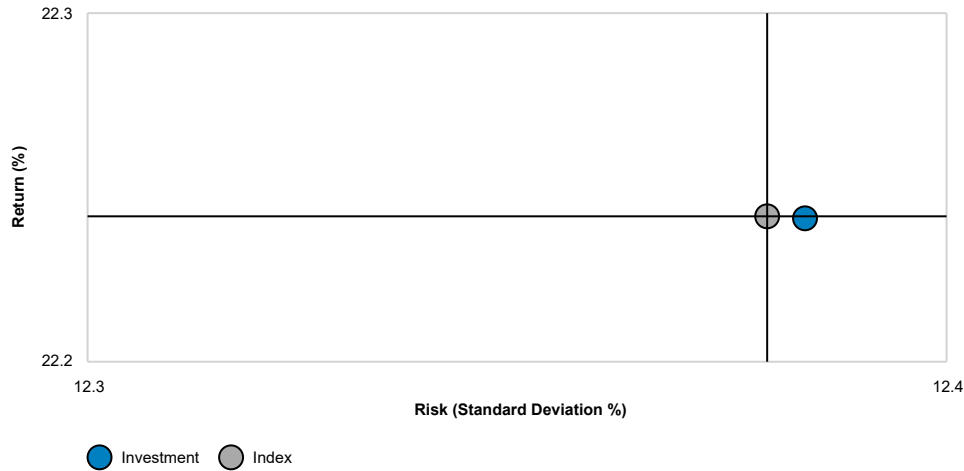 22.3
Return (%)
22.2
12.3
12.4
Risk (Standard Deviation %)
Investment
Index